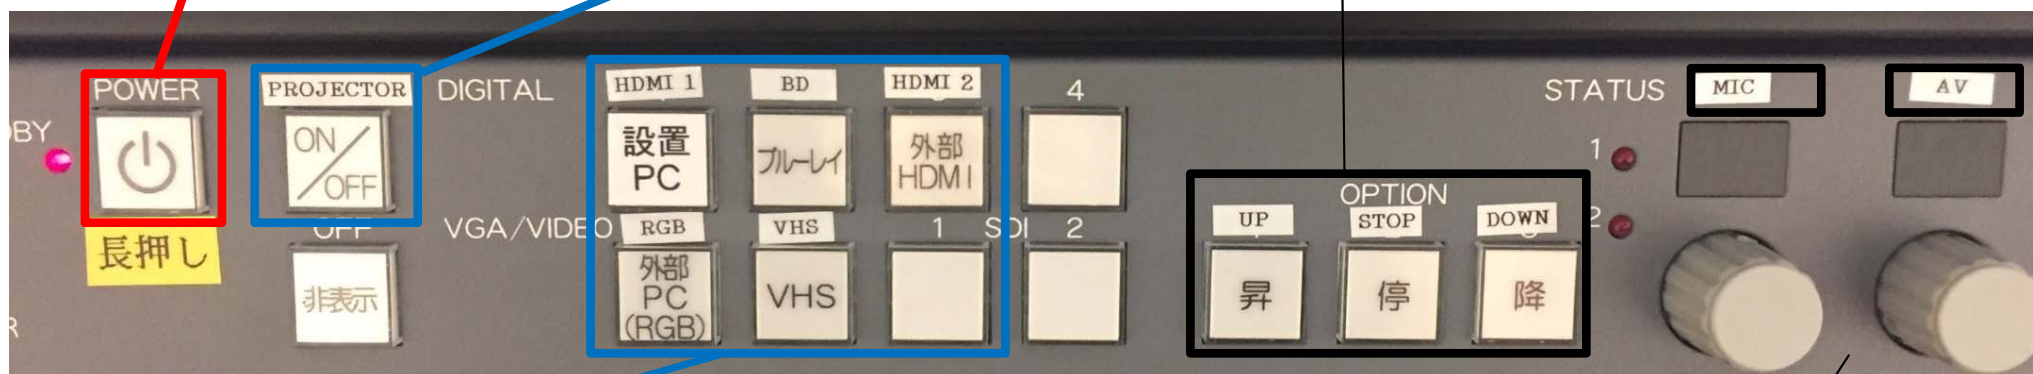 POWER
PROJECTOR
DIGITAL
HDMI 1
BD
HDMI 2
4
STATUS
MIC
AV
DBY
ON/OFF
設置
PC
ブルーレイ
外部
HDMI
1
OPTION
長押し
OFF
VGA/VIDEO
RGB
VHS
1
SDI
2
UP
STOP
DOWN
2
非表示
外部
PC
(RGB)
VHS
昇
停
降
R